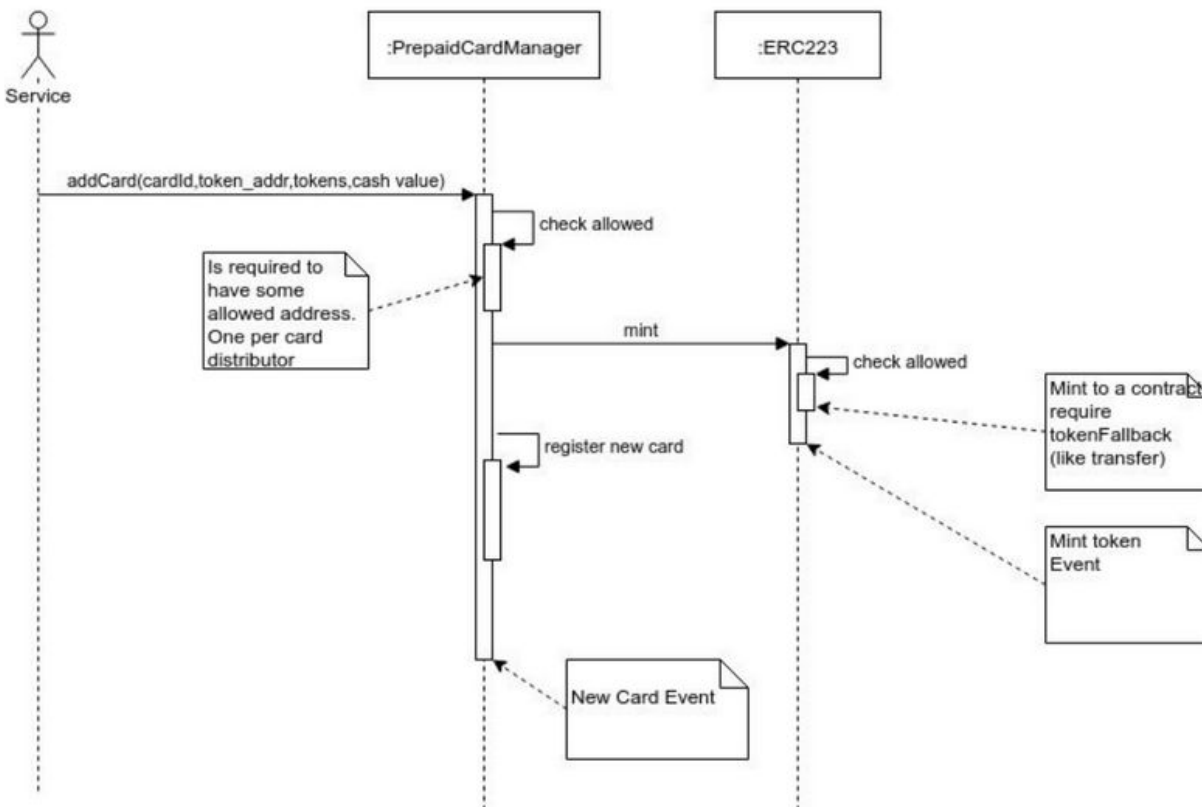 :PrepaidCardManager
:ERC223
Service
addCard(cardId,token_addr,tokens,cash value)
check allowed
Is required to
have some
allowed address.
One per card
distributor
mint
check allowed
Mint to a contract
require
tokenFallback
(like transfer)
register new card
Mint token
Event
New Card Event